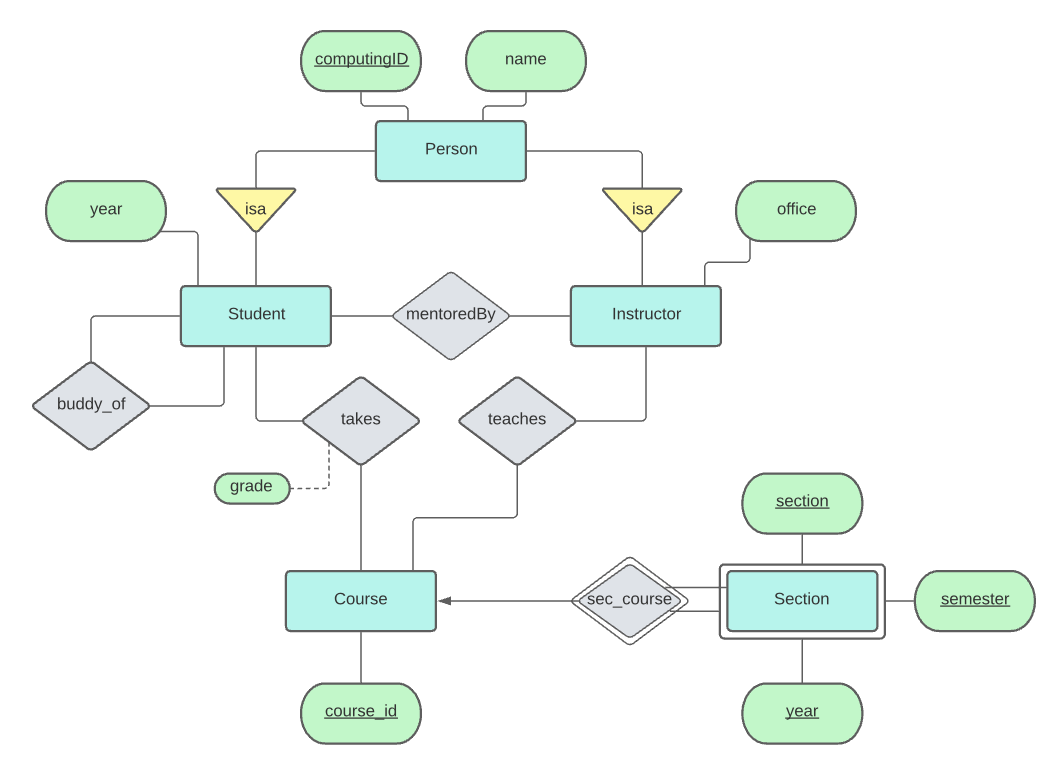 computingID
name
Person
year
isa
isa
office
Student
mentoredBy
Instructor
buddy_of
takes
teaches
grade
section
Course
sec_course
Section
semester
course_id
year